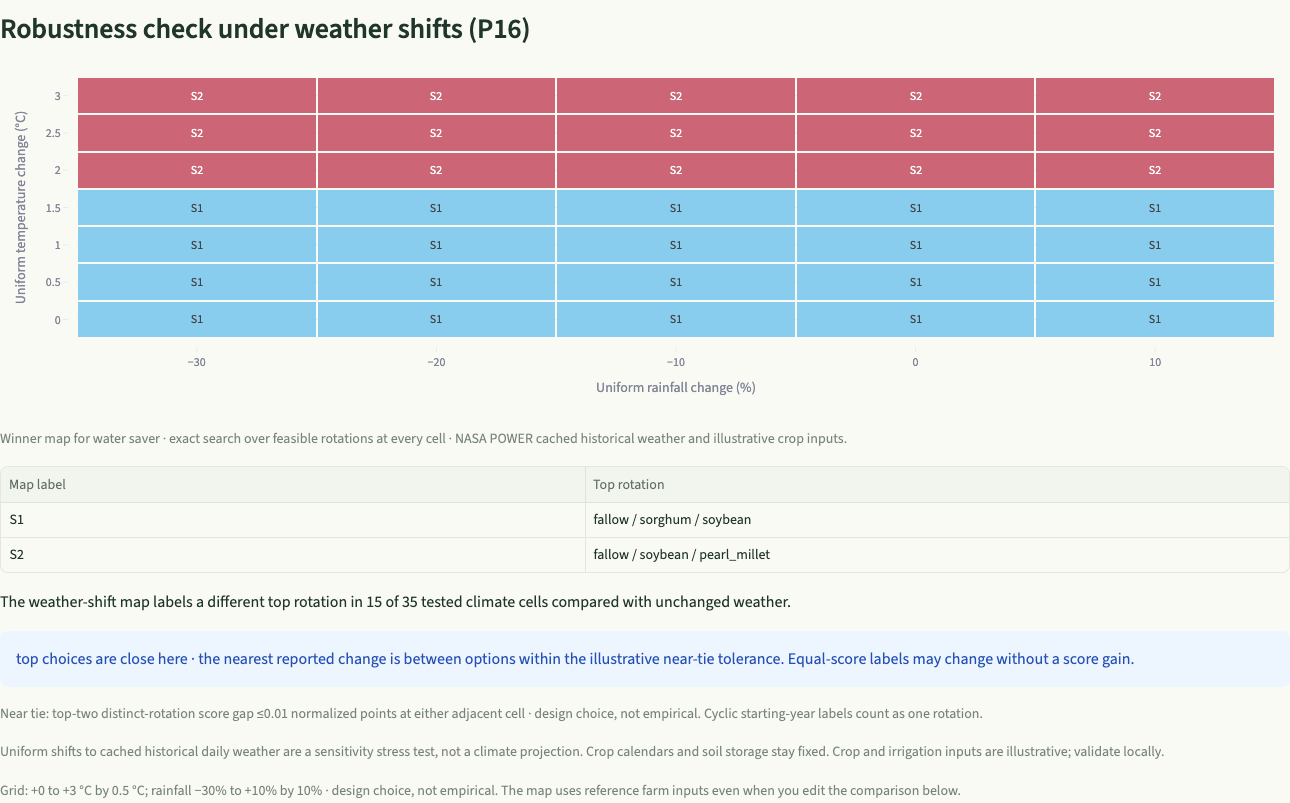 Robustness check under weather shifts (P16)
Uniform temperature change (°C)
3 S2 S2 S2 S2 S2
2.5 S2 S2 S2 S2 S2
2 S2 S2 S2 S2 S2
1.5 S1 S1 S1 S1 S1
1 S1 S1 S1 S1 S1
0.5 S1 S1 S1 S1 S1
0 S1 S1 S1 S1 S1
−30 −20 −10 0 10
Uniform rainfall change (%)
Winner map for water saver · exact search over feasible rotations at every cell · NASA POWER cached historical weather and illustrative crop inputs.
Map label Top rotation
S1 fallow / sorghum / soybean
S2 fallow / soybean / pearl_millet
The weather-shift map labels a different top rotation in 15 of 35 tested climate cells compared with unchanged weather.
top choices are close here · the nearest reported change is between options within the illustrative near-tie tolerance. Equal-score labels may change without a score gain.
Near tie: top-two distinct-rotation score gap ≤0.01 normalized points at either adjacent cell · design choice, not empirical. Cyclic starting-year labels count as one rotation.
Uniform shifts to cached historical daily weather are a sensitivity stress test, not a climate projection. Crop calendars and soil storage stay fixed. Crop and irrigation inputs are illustrative; validate locally.
Grid: +0 to +3 °C by 0.5 °C; rainfall −30% to +10% by 10% · design choice, not empirical. The map uses reference farm inputs even when you edit the comparison below.